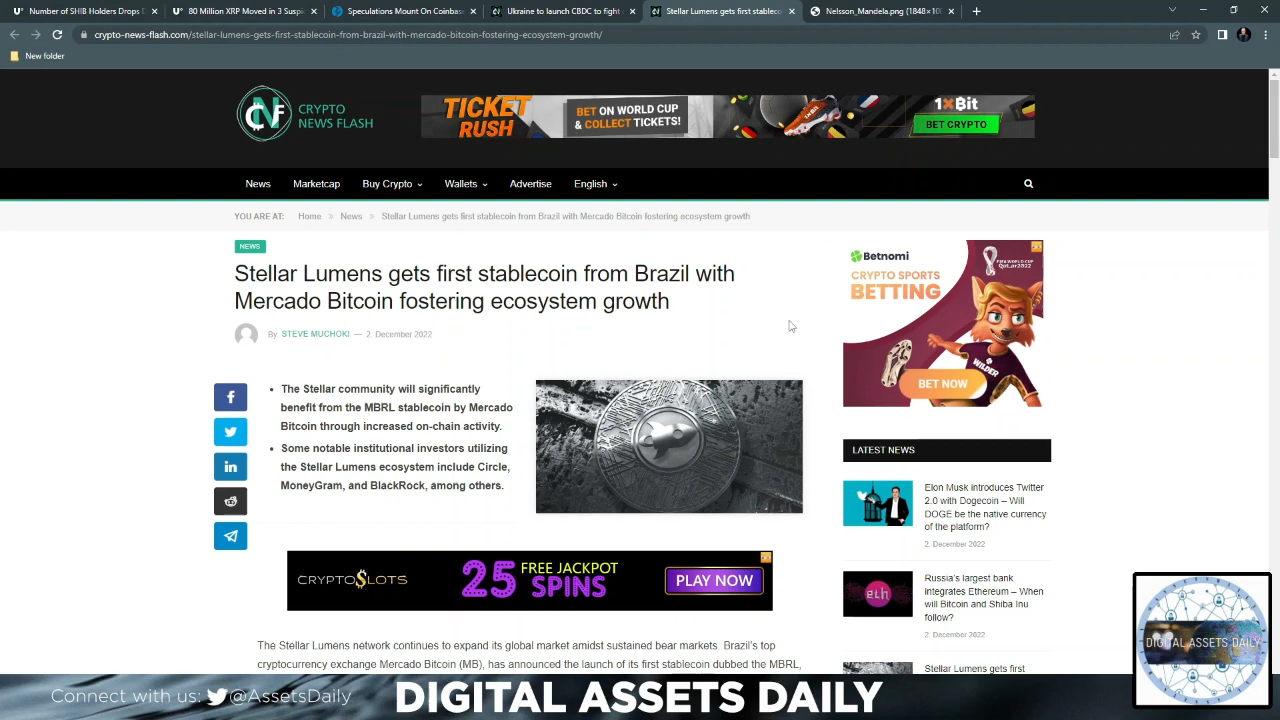 Number of SHIB Holders Drops
80 Million XRP Moved in 3 Suspi
Speculations Mount On Coinbase
Ukraine to launch CBDC to fight
Stellar Lumens gets first stableco
Nelsson_Mandela.png (1848×10
crypto-news-flash.com/stellar-lumens-gets-first-stablecoin-from-brazil-with-mercado-bitcoin-fostering-ecosystem-growth/
New folder
CNF
CRYPTO
NEWS FLASH
TICKET
RUSH
BET ON WORLD CUP
& COLLECT TICKETS!
1XBit
BET CRYPTO
News
Marketcap
Buy Crypto
Wallets
Advertise
English
YOU ARE AT: Home » News » Stellar Lumens gets first stablecoin from Brazil with Mercado Bitcoin fostering ecosystem growth
NEWS
Stellar Lumens gets first stablecoin from Brazil with
Mercado Bitcoin fostering ecosystem growth
By STEVE MUCHOKI — 2. December 2022
• The Stellar community will significantly
benefit from the MBRL stablecoin by Mercado
Bitcoin through increased on-chain activity.
• Some notable institutional investors utilizing
the Stellar Lumens ecosystem include Circle,
MoneyGram, and BlackRock, among others.
CRYPTOSLOTS
25 FREE JACKPOT
SPINS
PLAY NOW
The Stellar Lumens network continues to expand its global market amidst sustained bear markets. Brazil's top
cryptocurrency exchange Mercado Bitcoin (MB), has announced the launch of its first stablecoin dubbed the MBRL,
Betnomi
CRYPTO SPORTS
BETTING
FIFA WORLD CUP
Qatar2022
WILDER
BET NOW
LATEST NEWS
Elon Musk introduces Twitter
2.0 with Dogecoin – Will
DOGE be the native currency
of the platform?
2. December 2022
eth
Russia's largest bank
integrates Ethereum – When
will Bitcoin and Shiba Inu
follow?
2. December 2022
Stellar Lumens gets first
DIGITAL ASSETS DAILY
Connect with us: @AssetsDaily
DIGITAL ASSETS DAILY